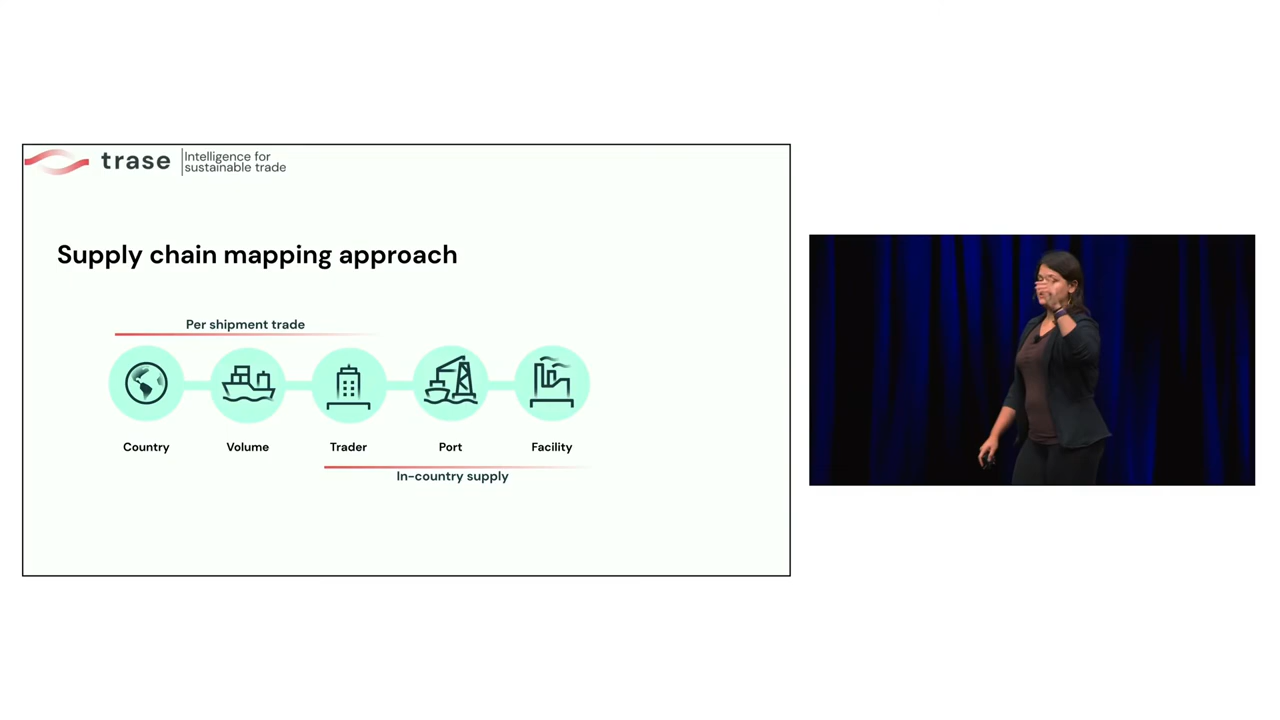 trase
Intelligence for
sustainable trade
Supply chain mapping approach
Per shipment trade
Country
Volume
Trader
Port
Facility
In-country supply